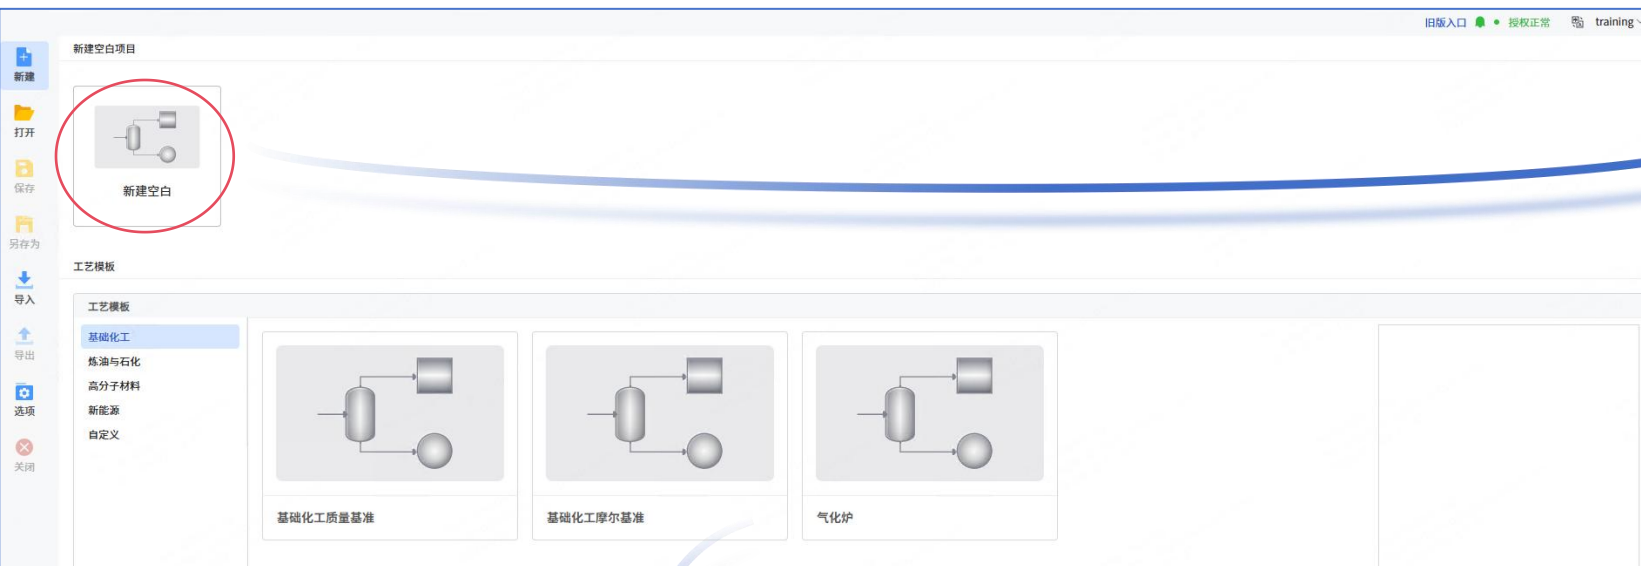 旧版入口 授权正常 training
新建
打开
保存
另存为
导入
导出
选项
关闭
新建空白项目
新建空白
工艺模板
工艺模板
基础化工
炼油与石化
高分子材料
新能源
自定义
基础化工质量基准
基础化工摩尔基准
气化炉